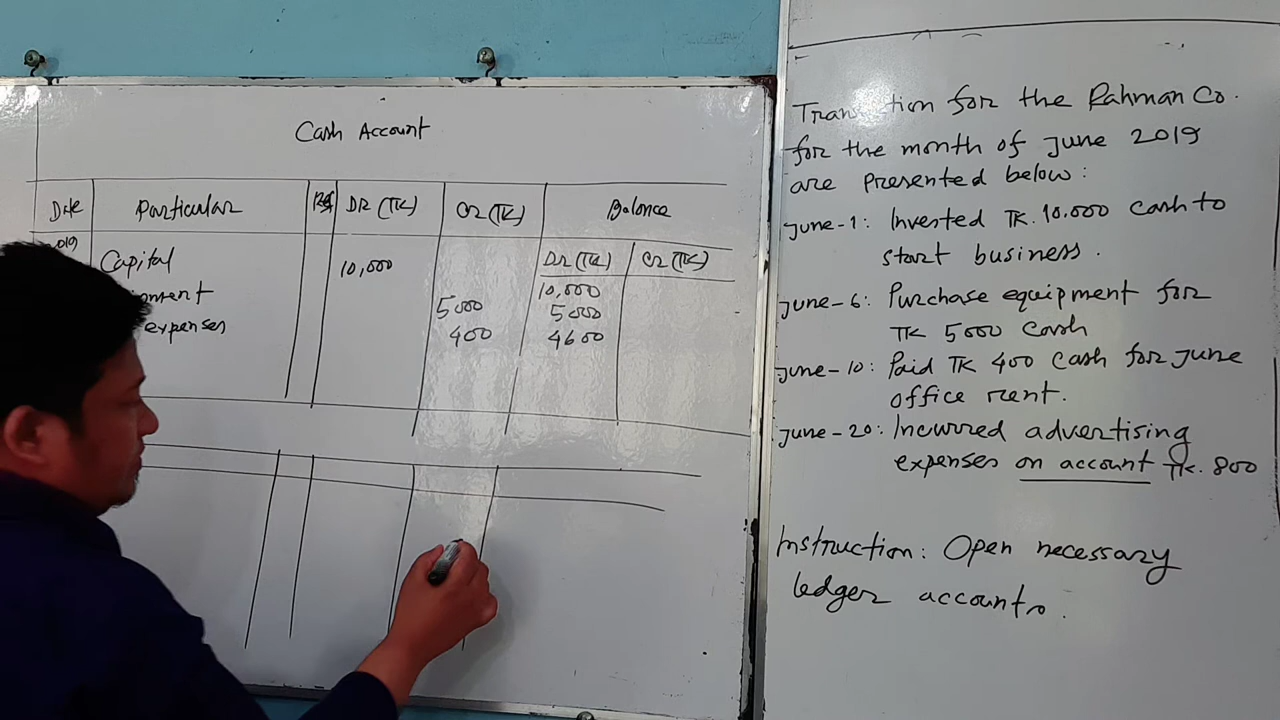 Cash Account
Date Particular Ref DR (TK) CR (TK) Balance
Capital 10,000 DR (TK) CR (TK)
10,000
5000 5000
expenses 400 4600
for the Rahman Co.
for the month of June 2019
are presented below:
June-1: Invested TK. 10.000 cash to
start business.
June-6: Purchase equipment for
TK 5000 cash
June-10: Paid TK 400 cash for June
office rent.
June-20: Incurred advertising
expenses on account TK. 800
Instruction: Open necessary
ledger accounts.